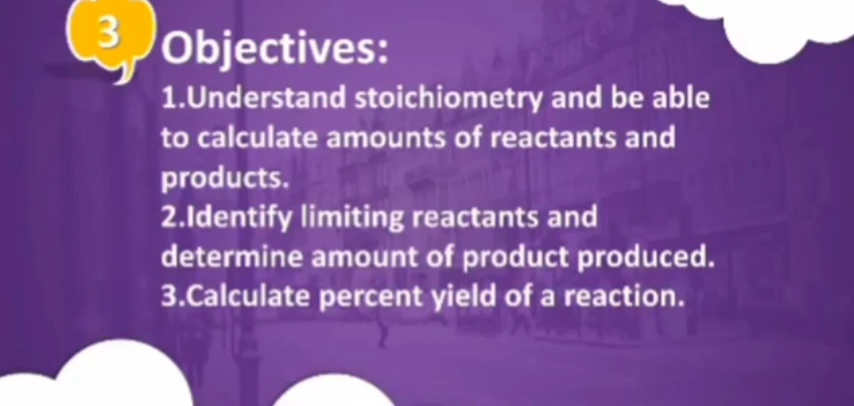 3
Objectives:
1.Understand stoichiometry and be able
to calculate amounts of reactants and
products.
2.Identify limiting reactants and
determine amount of product produced.
3.Calculate percent yield of a reaction.